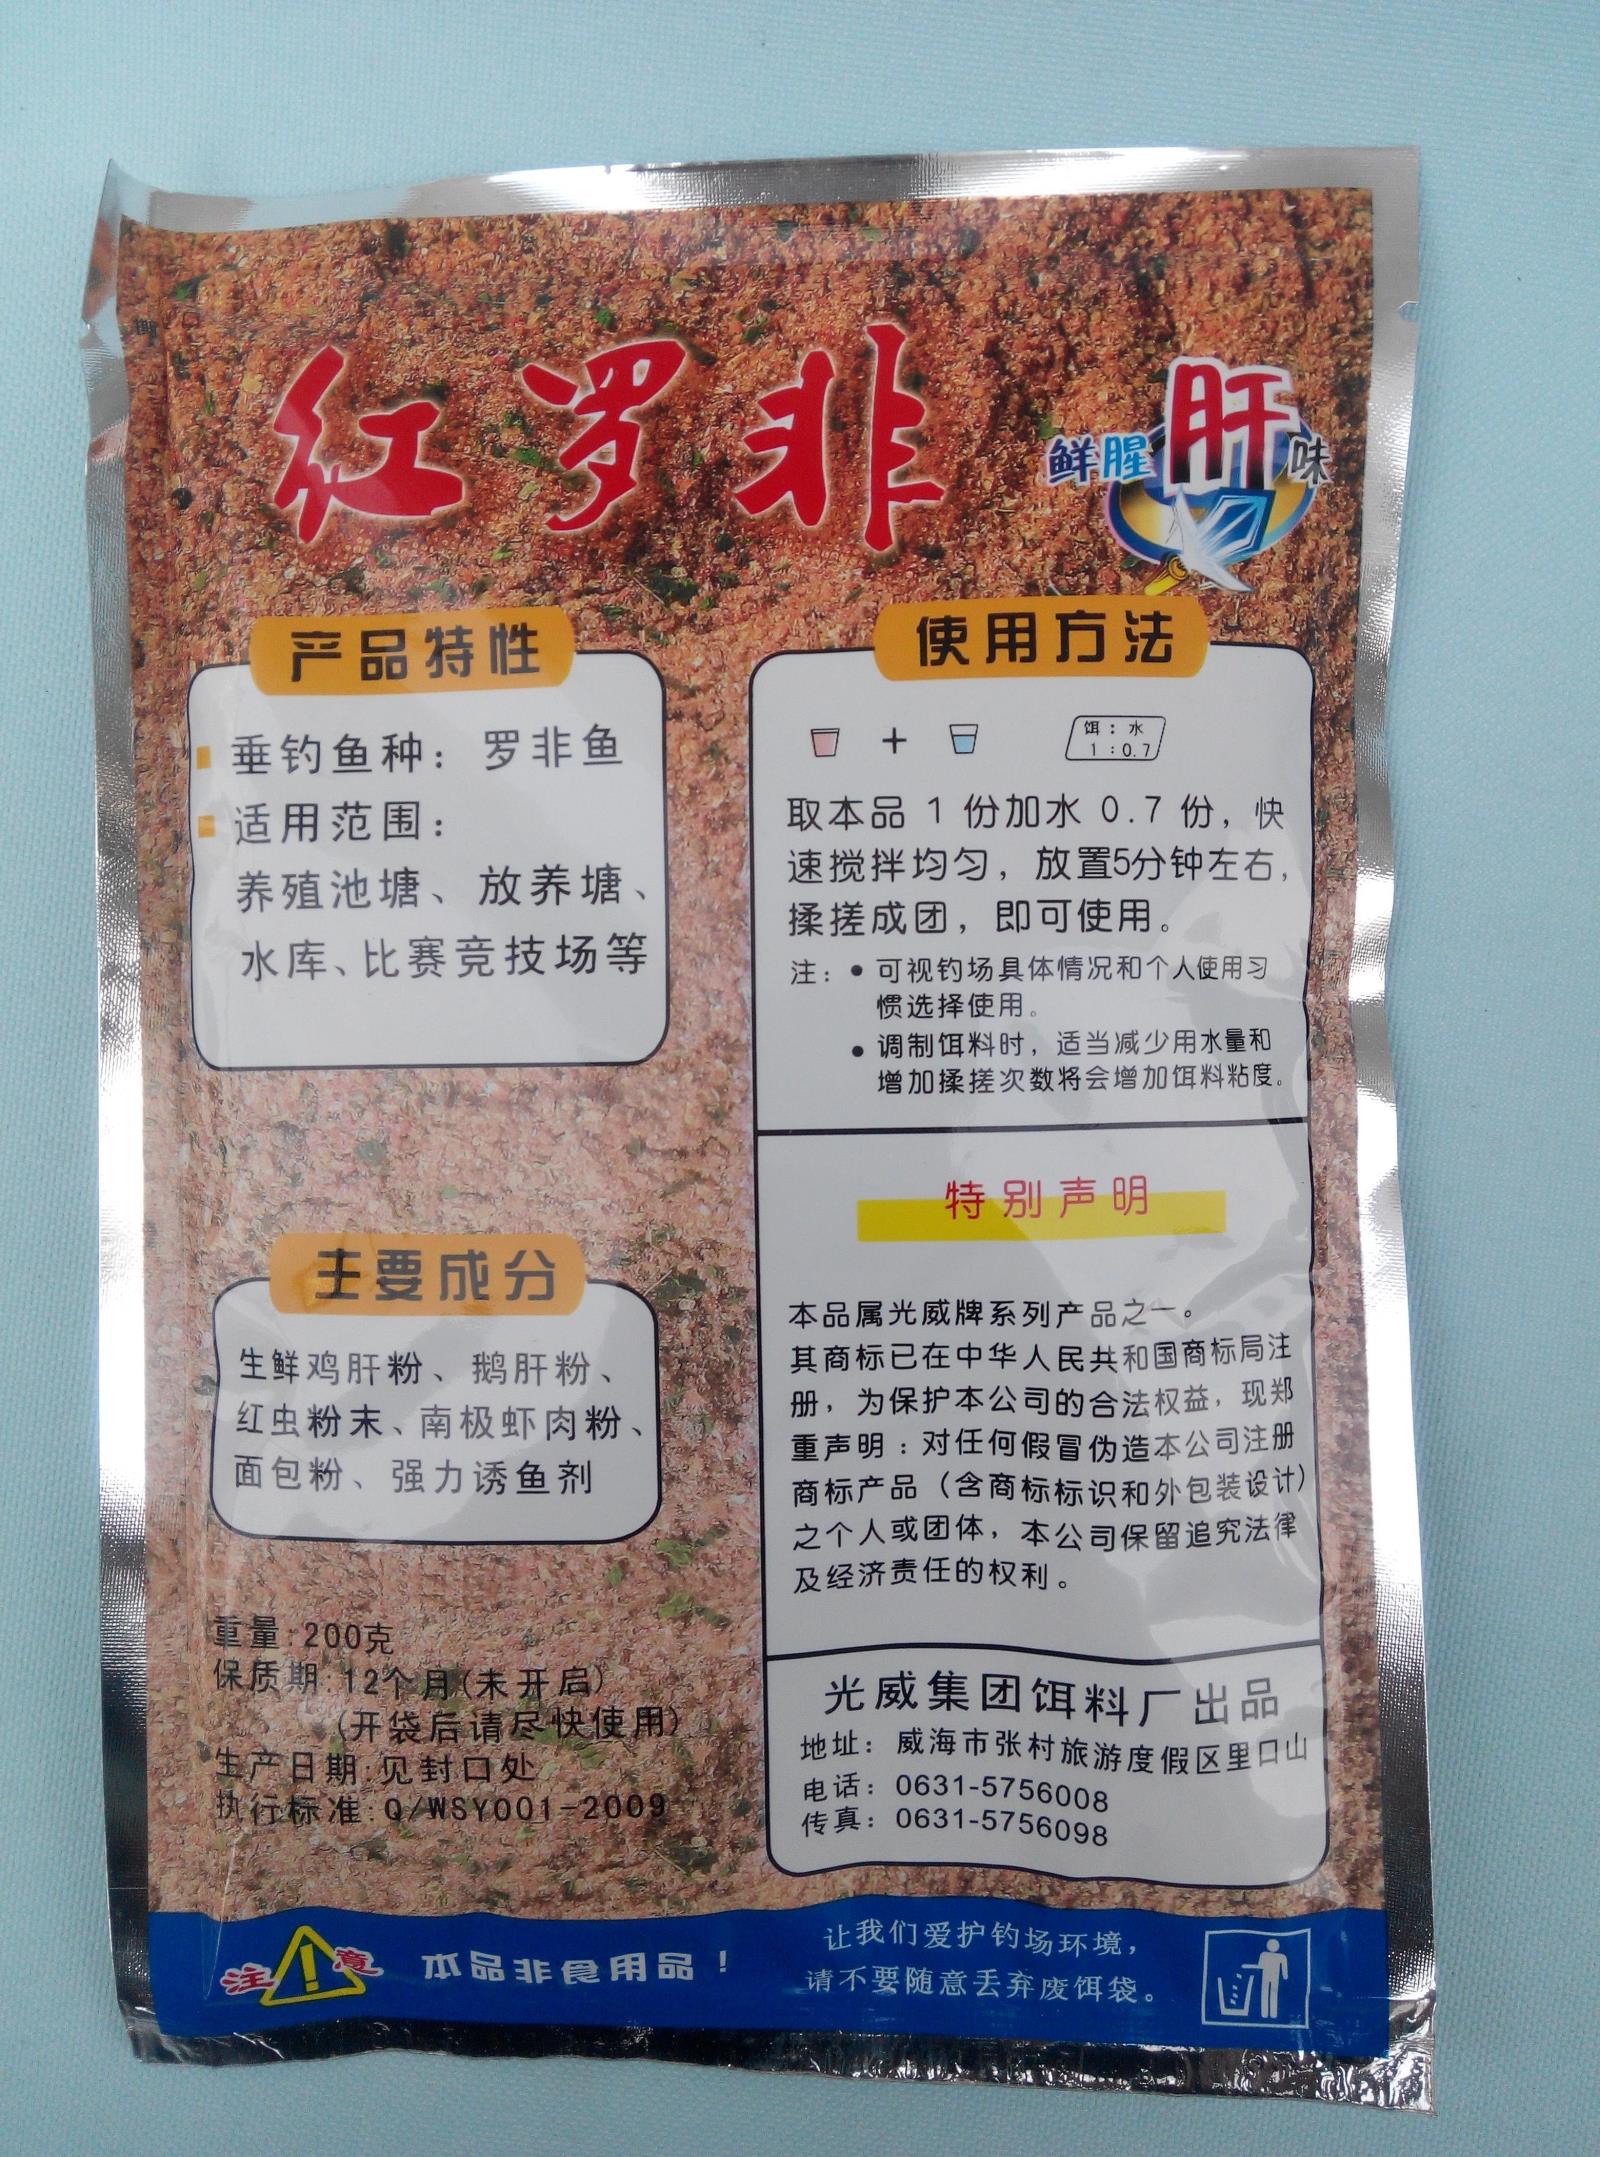 红罗非
鲜腥肝味
产品特性
垂钓鱼种：罗非鱼
适用范围：
养殖池塘、放养塘、
水库、比赛竞技场等
主要成分
生鲜鸡肝粉、鹅肝粉、
红虫粉末、南极虾肉粉、
面包粉、强力诱鱼剂
重量:200克
保质期:12个月(未开启)
(开袋后请尽快使用)
生产日期:见封口处
执行标准:Q/WSY001-2009
使用方法
+
饵：水
1：0.7
取本品 1 份加水 0.7 份，快
速搅拌均匀，放置5分钟左右，
揉搓成团，即可使用。
注：●可视钓场具体情况和个人使用习
惯选择使用。
●调制饵料时，适当减少用水量和
增加揉搓次数将会增加饵料粘度。
特别声明
本品属光威牌系列产品之一。
其商标已在中华人民共和国商标局注
册，为保护本公司的合法权益，现郑
重声明：对任何假冒伪造本公司注册
商标产品（含商标标识和外包装设计）
之个人或团体，本公司保留追究法律
及经济责任的权利。
光威集团饵料厂出品
地址：威海市张村旅游度假区里口山
电话：0631-5756008
传真：0631-5756098
注！意
本品非食用品！
让我们爱护钓场环境，
请不要随意丢弃废饵袋。